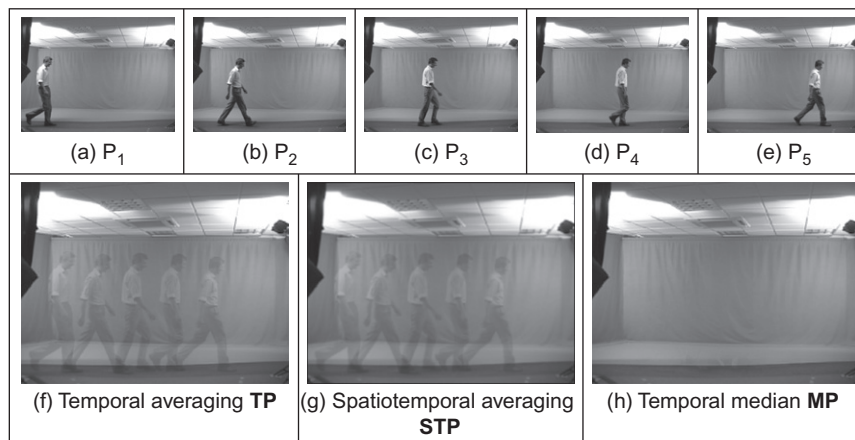 (a) P1
(b) P2
(c) P3
(d) P4
(e) P5
(f) Temporal averaging TP
(g) Spatiotemporal averaging
STP
(h) Temporal median MP